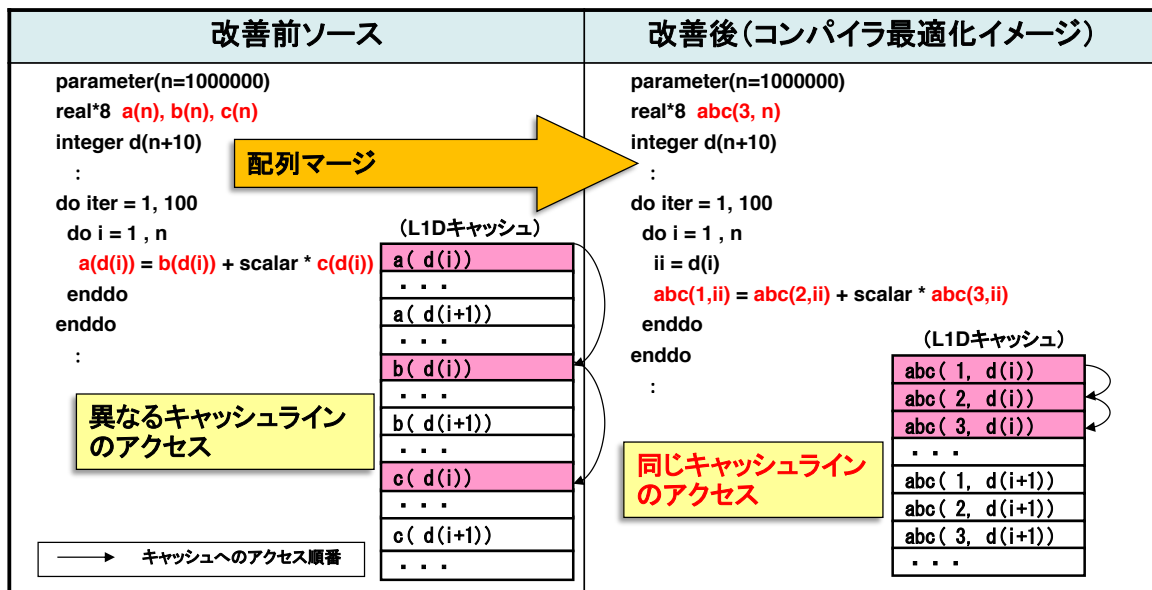 改善前ソース
parameter(n=1000000)
real*8 a(n), b(n), c(n)
integer d(n+10)
:
do iter = 1, 100
do i = 1 , n
a(d(i)) = b(d(i)) + scalar * c(d(i))
enddo
enddo
:
配列マージ
(L1Dキャッシュ)
a( d(i))
・・・
a( d(i+1))
・・・
b( d(i))
・・・
b( d(i+1))
・・・
c( d(i))
・・・
c( d(i+1))
・・・
異なるキャッシュライン
のアクセス
キャッシュへのアクセス順番
改善後(コンパイラ最適化イメージ)
parameter(n=1000000)
real*8 abc(3, n)
integer d(n+10)
:
do iter = 1, 100
do i = 1 , n
ii = d(i)
abc(1,ii) = abc(2,ii) + scalar * abc(3,ii)
enddo
enddo
:
(L1Dキャッシュ)
abc( 1, d(i))
abc( 2, d(i))
abc( 3, d(i))
・・・
abc( 1, d(i+1))
abc( 2, d(i+1))
abc( 3, d(i+1))
・・・
同じキャッシュライン
のアクセス